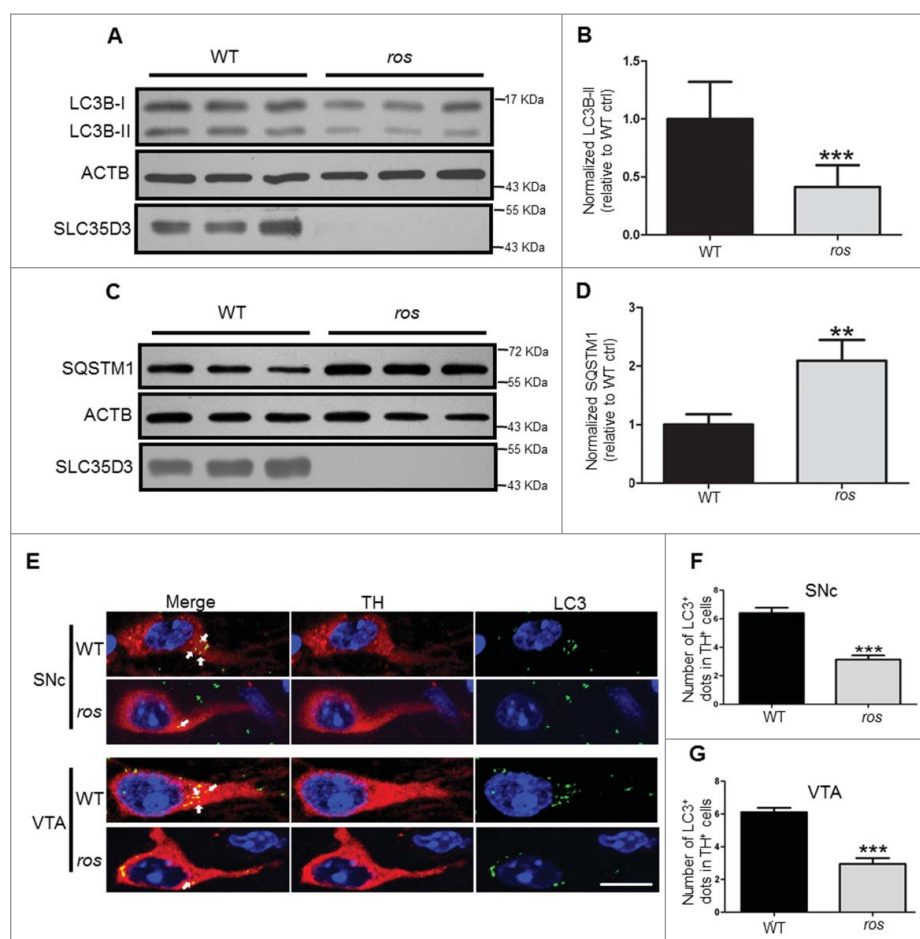 A
WT ros
LC3B-I
LC3B-II
17 KDa
ACTB
43 KDa
SLC35D3
55 KDa
43 KDa
B
Normalized LC3B-II
(relative to WT ctrl)
1.5
1.0
0.5
0.0
***
WT ros
C
WT ros
SQSTM1
72 KDa
55 KDa
ACTB
43 KDa
SLC35D3
55 KDa
43 KDa
D
Normalized SQSTM1
(relative to WT ctrl)
3
2
1
0
**
WT ros
E
Merge TH LC3
SNc
WT
ros
VTA
WT
ros
F
SNc
Number of LC3⁺
dots in TH⁺ cells
8
6
4
2
0
***
WT ros
G
VTA
Number of LC3⁺
dots in TH⁺ cells
8
6
4
2
0
***
WT ros